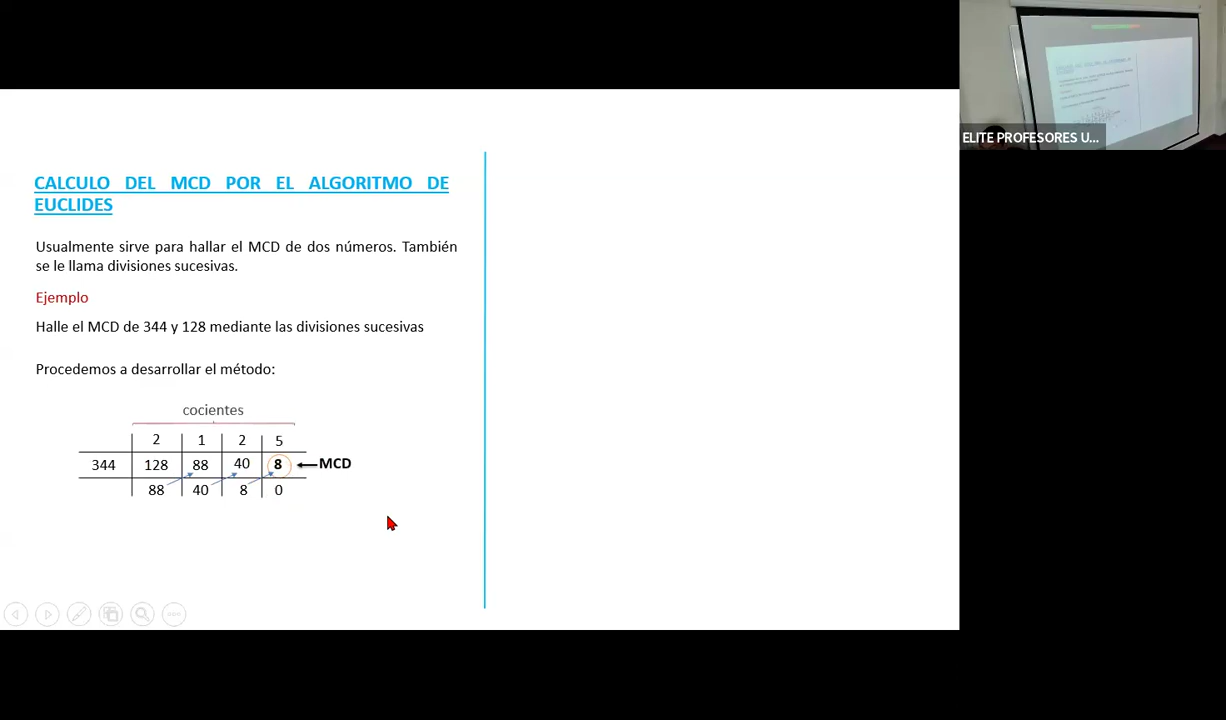 CALCULO DEL MCD POR EL ALGORITMO DE
EUCLIDES
Usualmente sirve para hallar el MCD de dos números. También
se le llama divisiones sucesivas.
Ejemplo
Halle el MCD de 344 y 128 mediante las divisiones sucesivas
Procedemos a desarrollar el método:
cocientes
2 1 2 5
344 128 88 40 8 MCD
88 40 8 0
ELITE PROFESORES U...